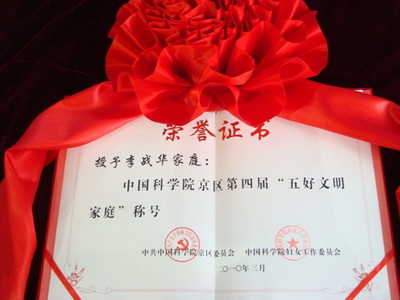 荣誉证书
授予李战华家庭：
中国科学院京区第四届“五好文明
家庭”称号
中共中国科学院京区委员会 中国科学院妇女工作委员会
二〇一〇年三月